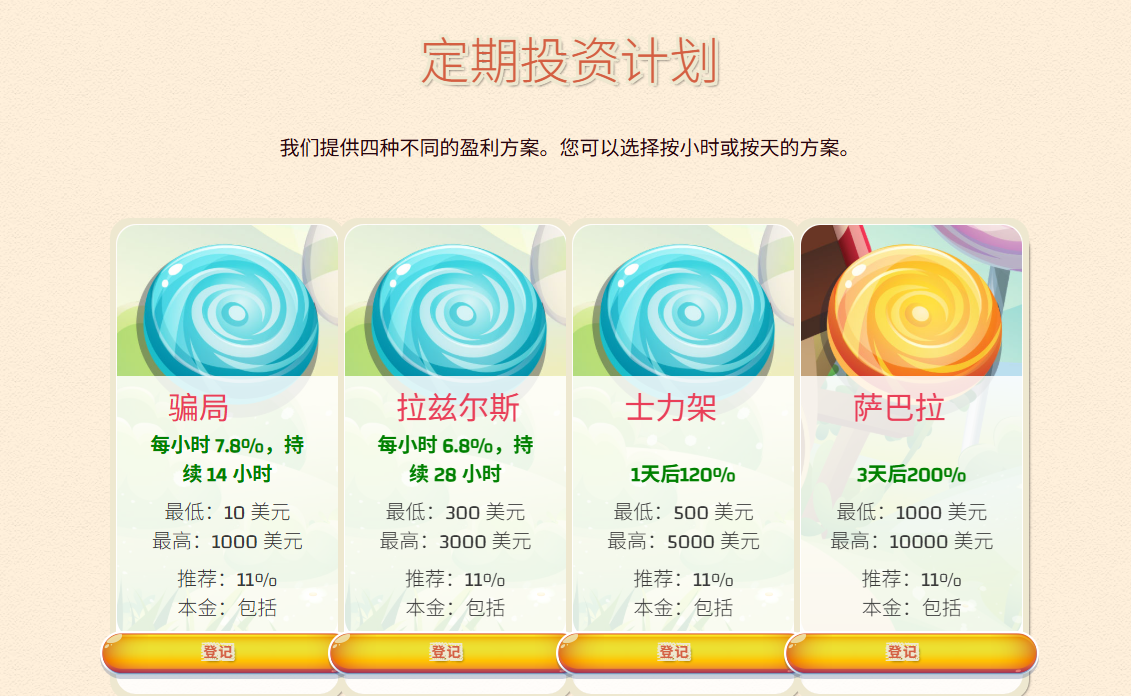 定期投资计划
我们提供四种不同的盈利方案。您可以选择按小时或按天的方案。
骗局
每小时 7.8%，持
续 14 小时
最低：10 美元
最高：1000 美元
推荐：11%
本金：包括
登记
拉兹尔斯
每小时 6.8%，持
续 28 小时
最低：300 美元
最高：3000 美元
推荐：11%
本金：包括
登记
士力架
1天后120%
最低：500 美元
最高：5000 美元
推荐：11%
本金：包括
登记
萨巴拉
3天后200%
最低：1000 美元
最高：10000 美元
推荐：11%
本金：包括
登记